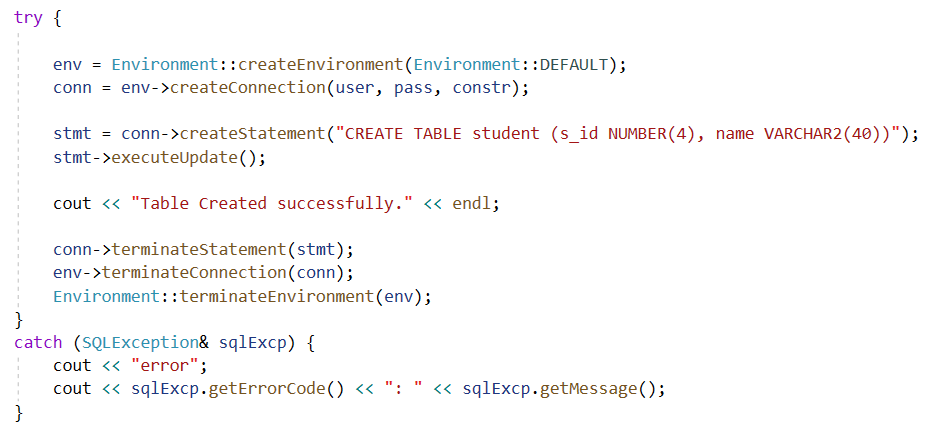 try {
env = Environment::createEnvironment(Environment::DEFAULT);
conn = env->createConnection(user, pass, constr);
stmt = conn->createStatement("CREATE TABLE student (s_id NUMBER(4), name VARCHAR2(40))");
stmt->executeUpdate();
cout << "Table Created successfully." << endl;
conn->terminateStatement(stmt);
env->terminateConnection(conn);
Environment::terminateEnvironment(env);
}
catch (SQLException& sqlExcp) {
cout << "error";
cout << sqlExcp.getErrorCode() << ": " << sqlExcp.getMessage();
}